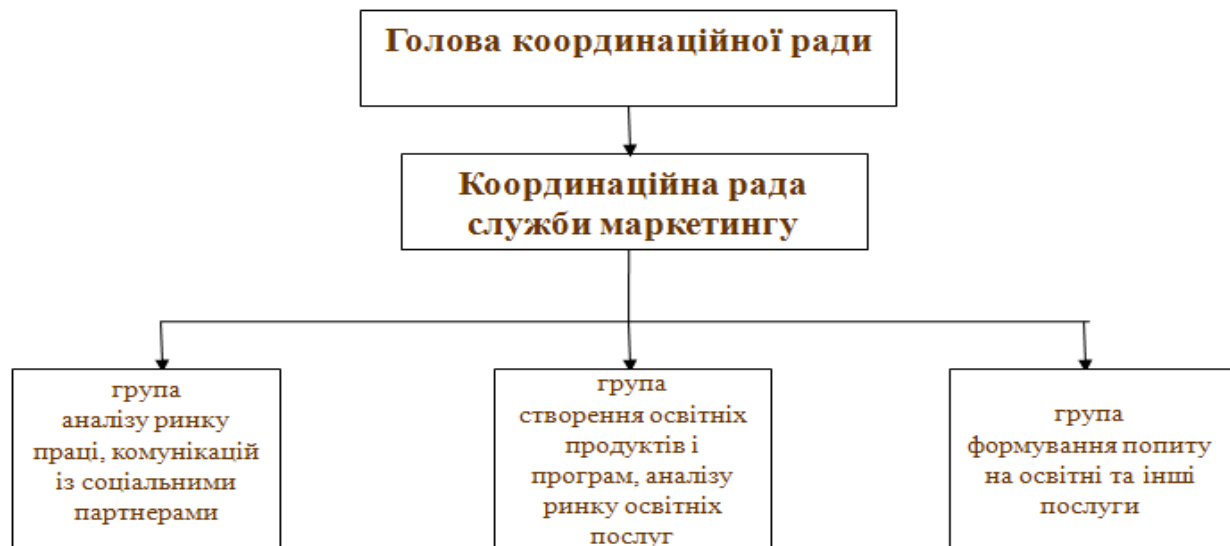 Голова координаційної ради
Координаційна рада
служби маркетингу
група
аналізу ринку
праці, комунікацій
із соціальними
партнерами
група
створення освітніх
продуктів і
програм, аналізу
ринку освітніх
послуг
група
формування попиту
на освітні та інші
послуги